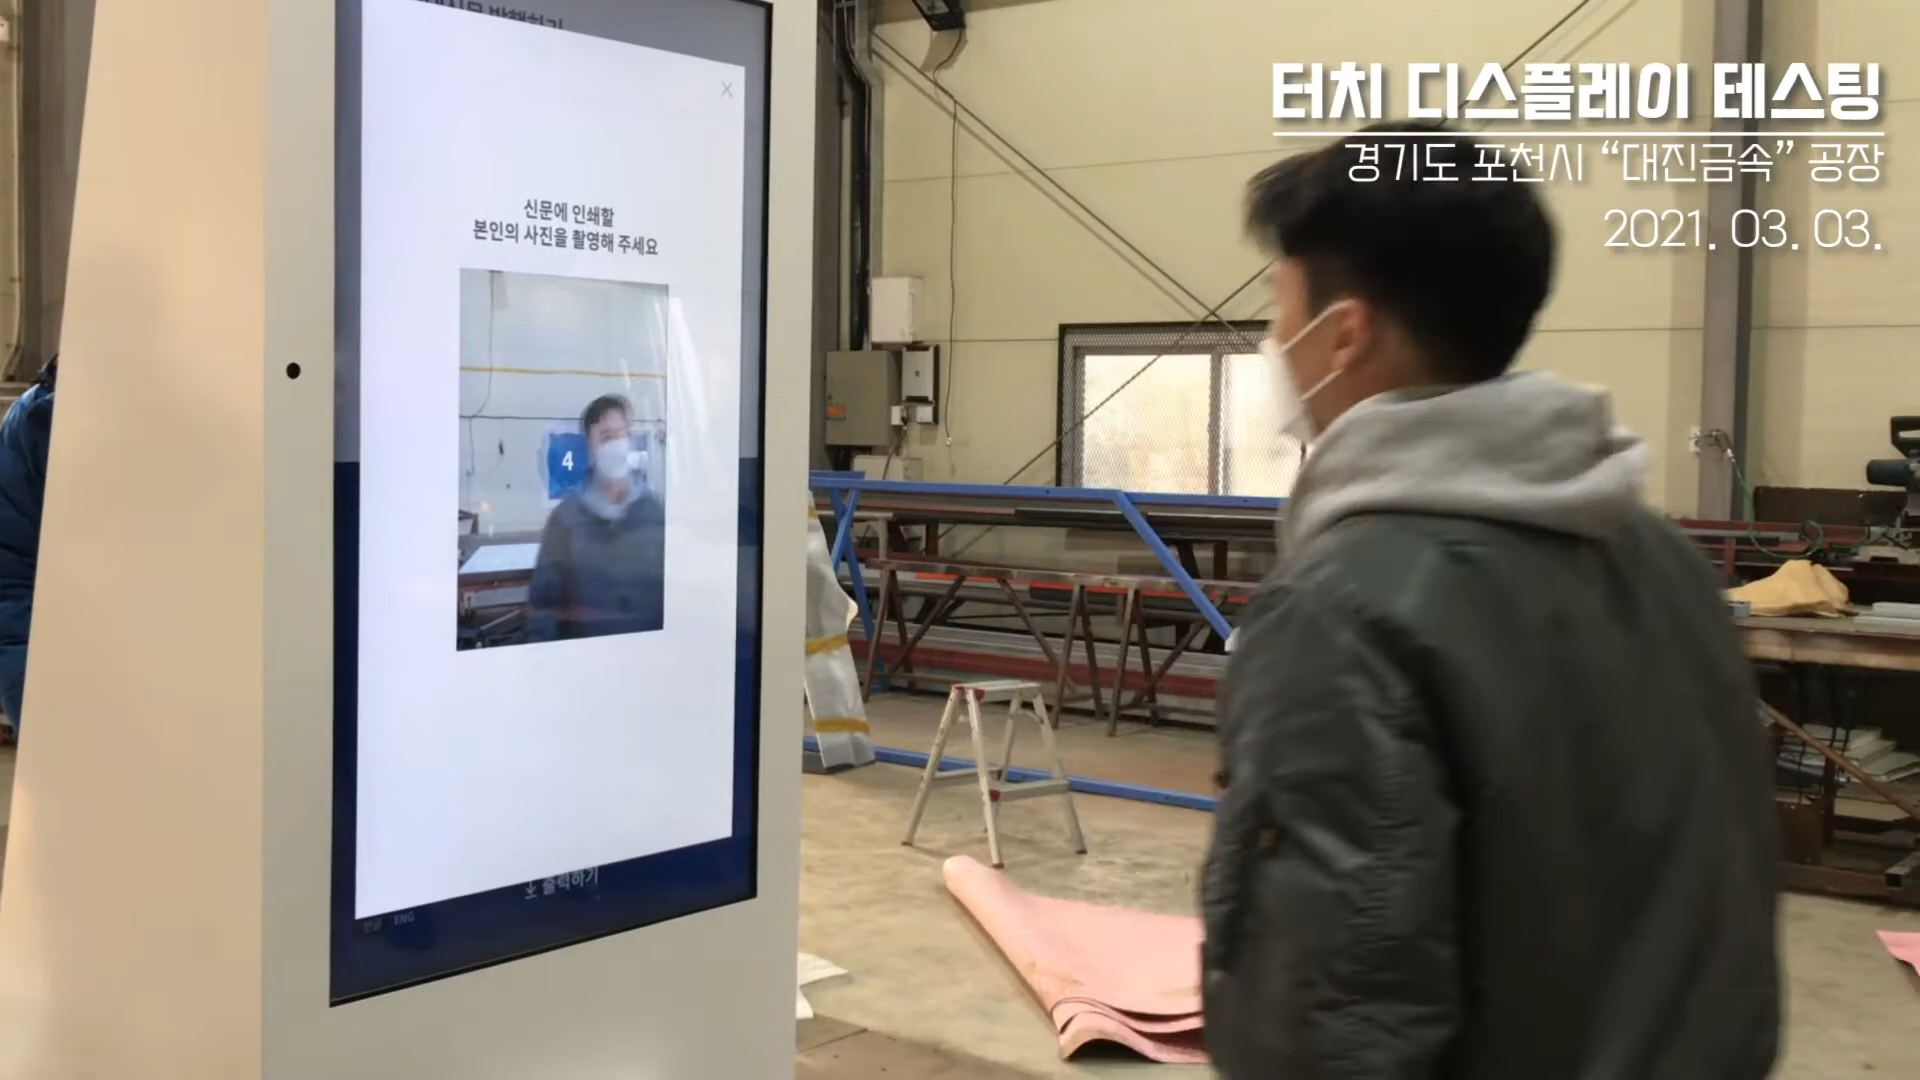 터치 디스플레이 테스팅
경기도 포천시 “대진금속” 공장
2021. 03. 03.
신문에 인쇄할
본인의 사진을 촬영해 주세요
4
출력하기
ENG